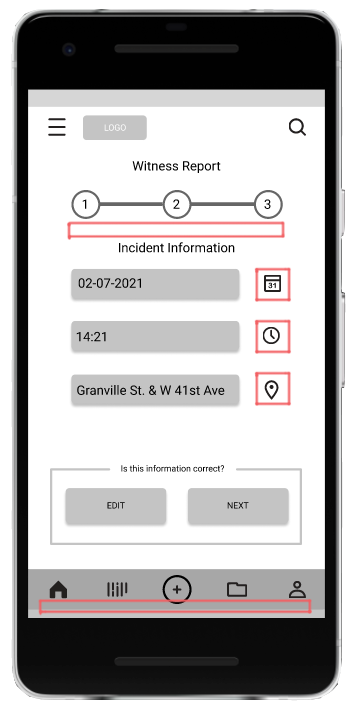 LOGO
Witness Report
1 2 3
Incident Information
02-07-2021
31
14:21
Granville St. & W 41st Ave
Is this information correct?
EDIT NEXT